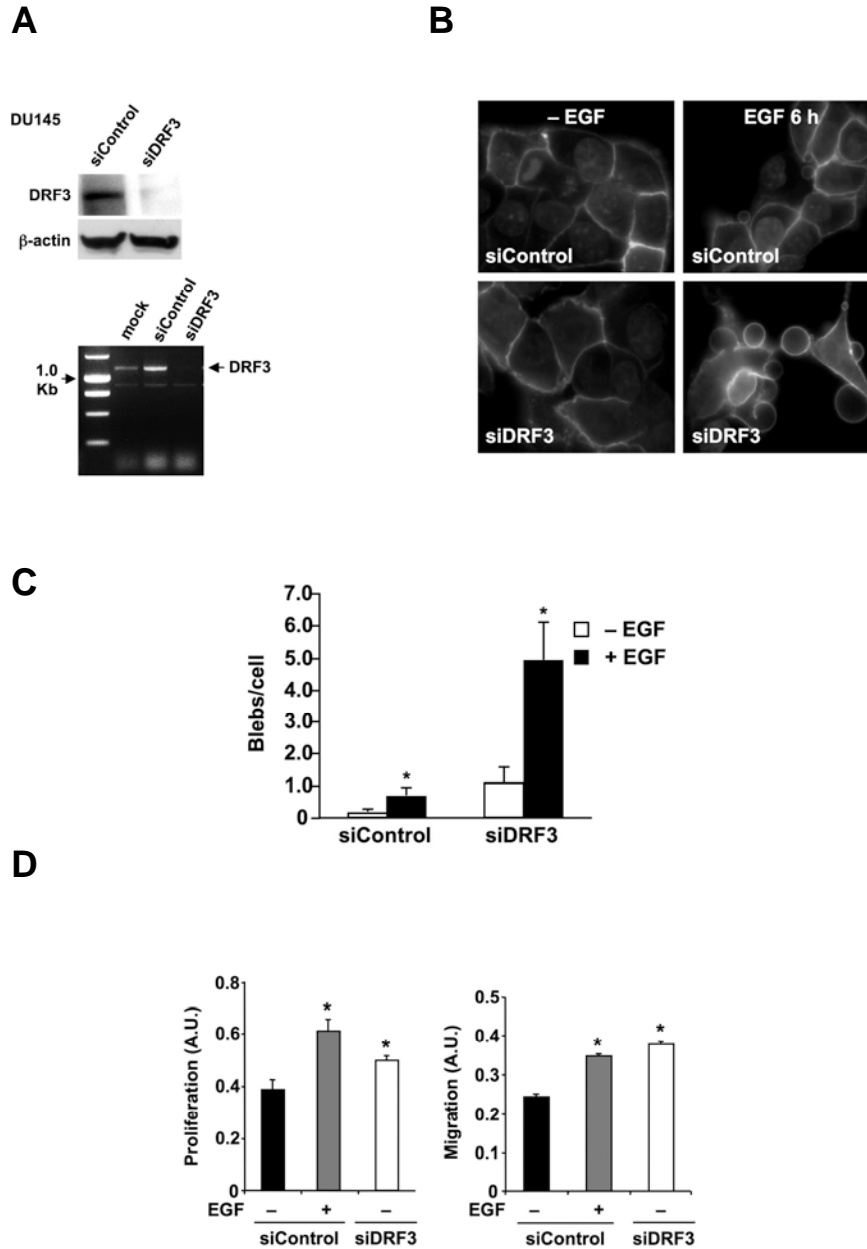 A
DU145
siControl siDRF3
DRF3
β-actin
mock siControl siDRF3
1.0
Kb
DRF3
B
– EGF
EGF 6 h
siControl
siControl
siDRF3
siDRF3
C
Blebs/cell
7.0
6.0
5.0
4.0
3.0
2.0
1.0
0
*
*
– EGF
+ EGF
siControl siDRF3
D
Proliferation (A.U.)
0.8
0.6
0.4
0.2
0
*
*
EGF – + –
siControl siDRF3
Migration (A.U.)
0.5
0.4
0.3
0.2
0.1
0
*
*
EGF – + –
siControl siDRF3